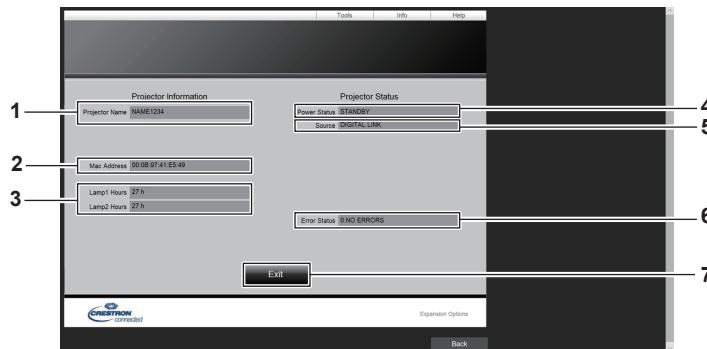 Tools Info Help
Projector Information
Projector Status
1
Projector Name NAME1234
Power Status STANDBY
4
Source DIGITAL LINK
5
2
Mac Address 00:0B:97:41:E5:49
3
Lamp1 Hours 27 h
Lamp2 Hours 27 h
Error Status 0:NO ERRORS
6
Exit
7
CRESTRON
connected
Expansion Options
Back